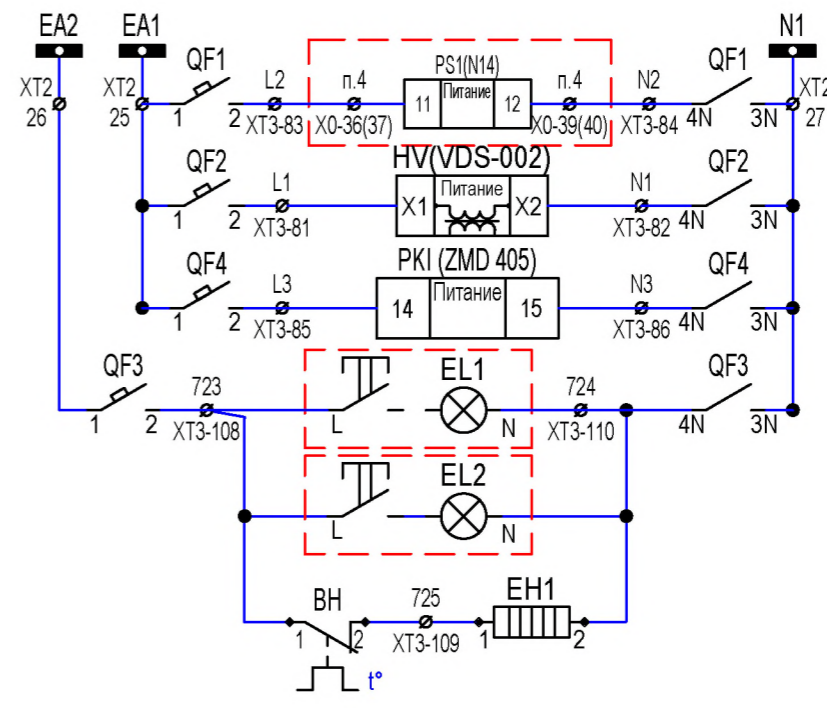 EA2 EA1 N1
QF1 L2 п.4 PS1(N14) п.4 N2 QF1
XT2 XT2 11 Питание 12 XT2
26 25 1 2 XT3-83 X0-36(37) X0-39(40) XT3-84 4N 3N 27
HV(VDS-002)
QF2 L1 Питание N1 QF2
X1 X2
1 2 XT3-81 XT3-82 4N 3N
PKI (ZMD 405)
QF4 L3 Питание N3 QF4
14 15
1 2 XT3-85 XT3-86 4N 3N
QF3 723 EL1 724 QF3
1 2 XT3-108 L N XT3-110 4N 3N
EL2
L N
BH 725 EH1
1 2 XT3-109 1 2
t°